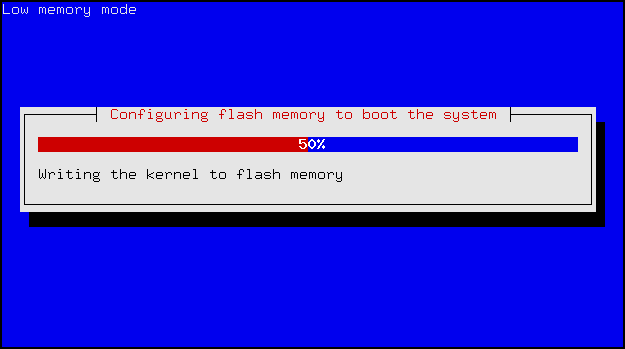 Low memory mode
Configuring flash memory to boot the system
50%
Writing the kernel to flash memory